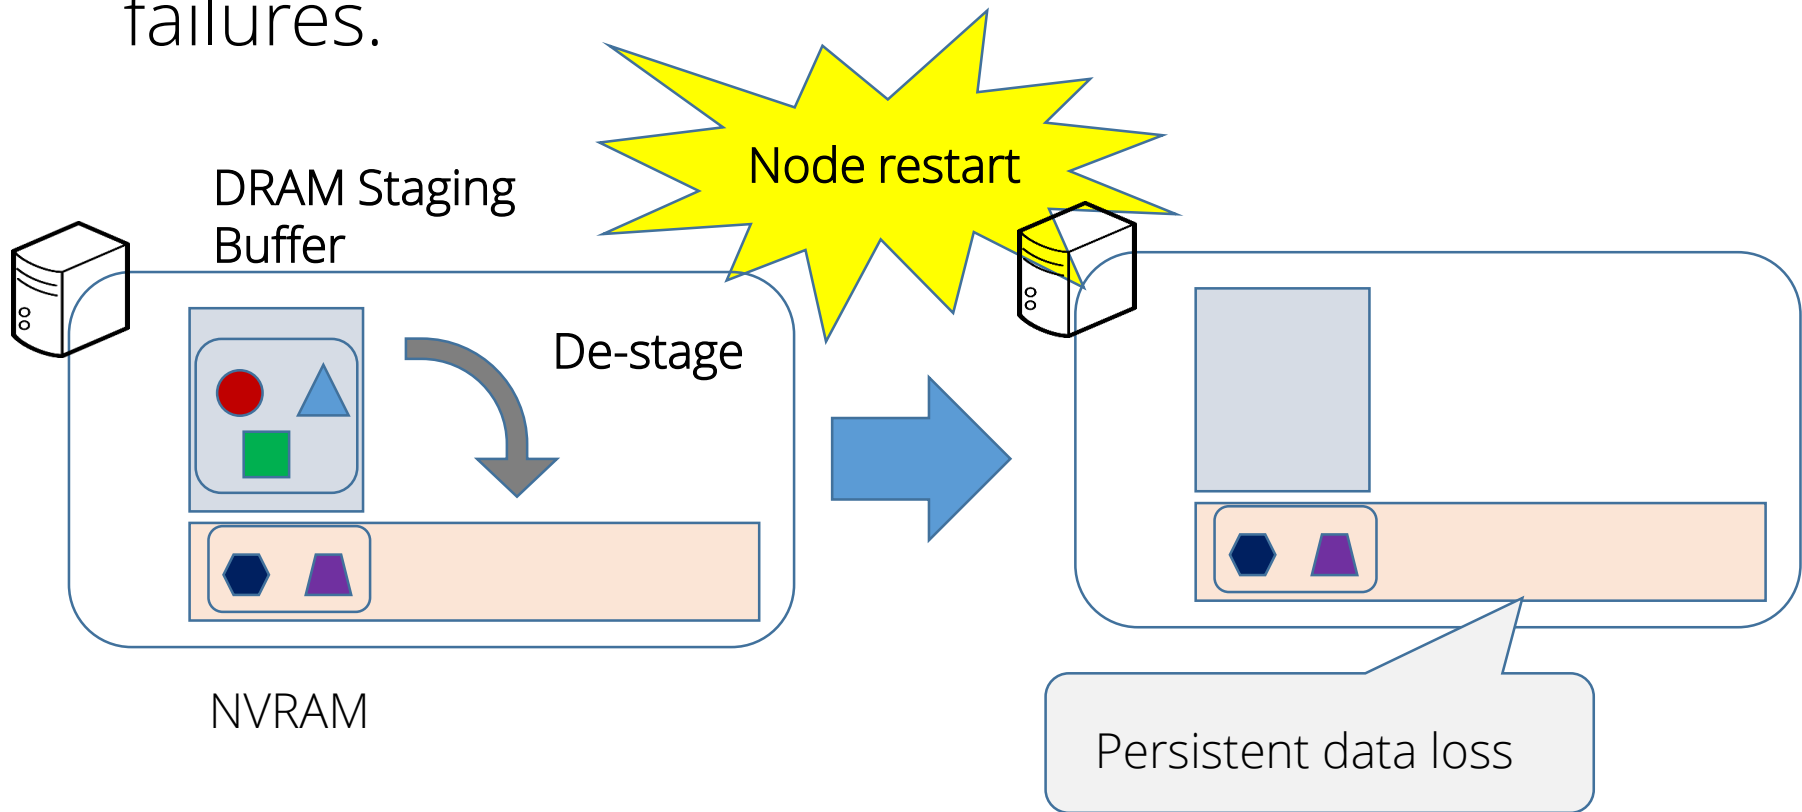 failures.
Node restart
DRAM Staging
Buffer
De-stage
NVRAM
Persistent data loss